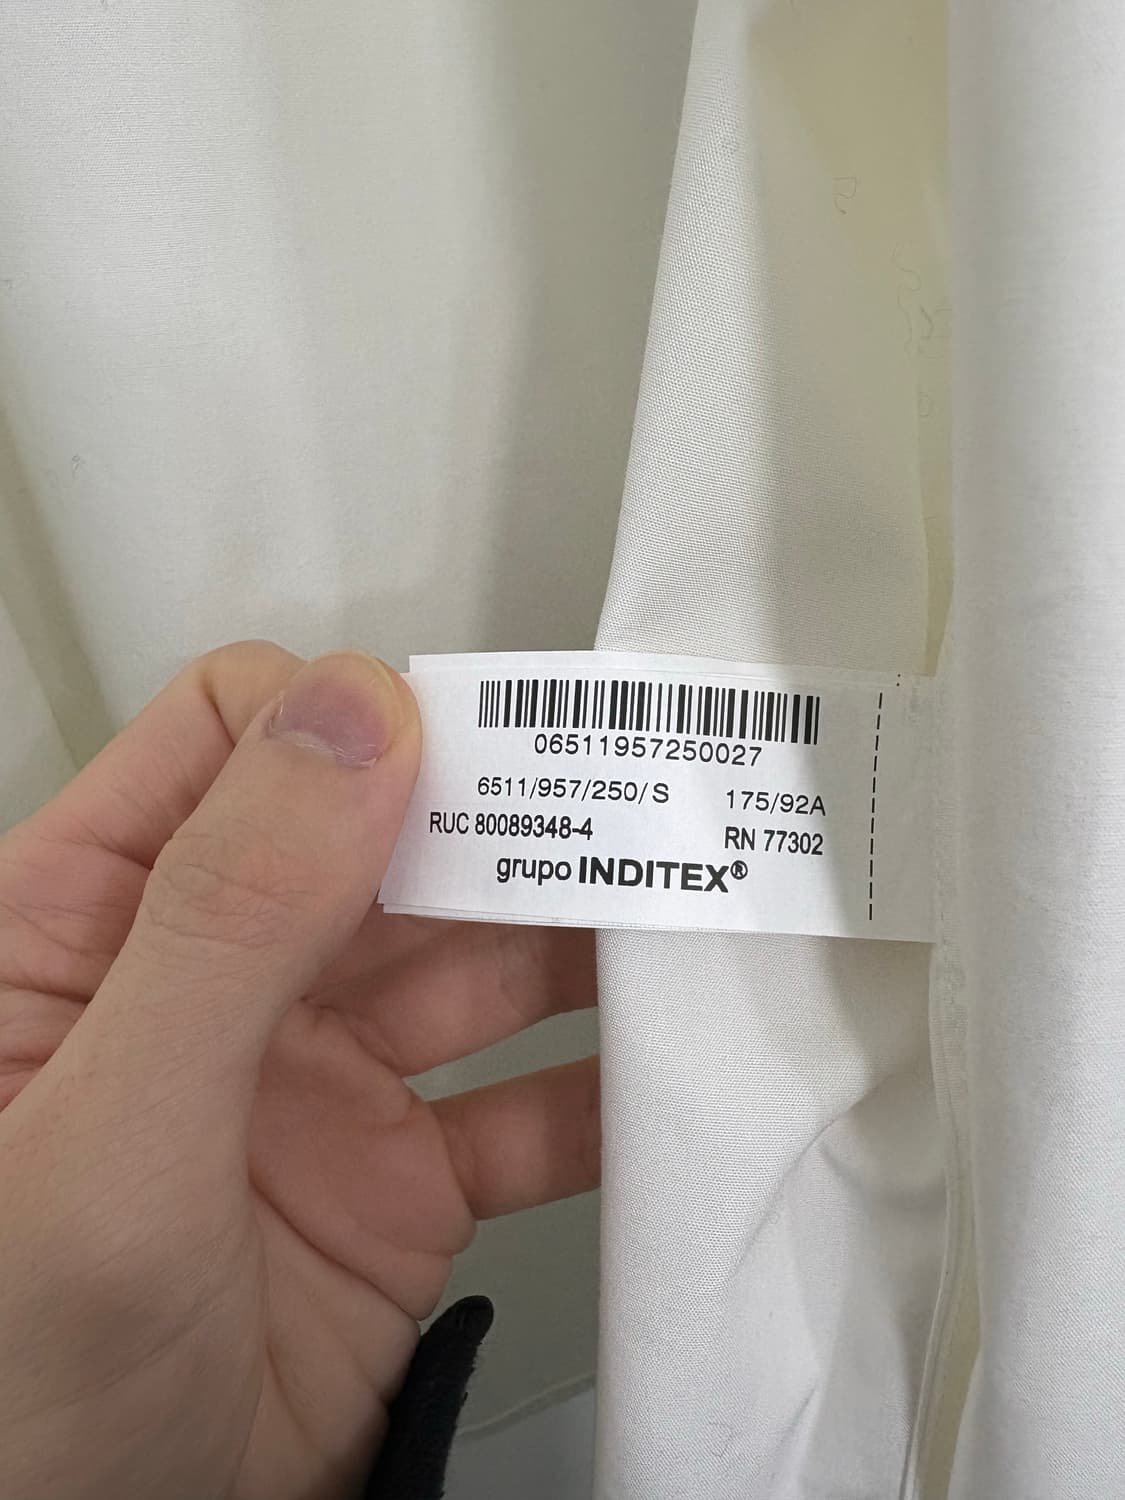 06511957250027
6511/957/250/S 175/92A
RUC 80089348-4 RN 77302
grupo INDITEX®